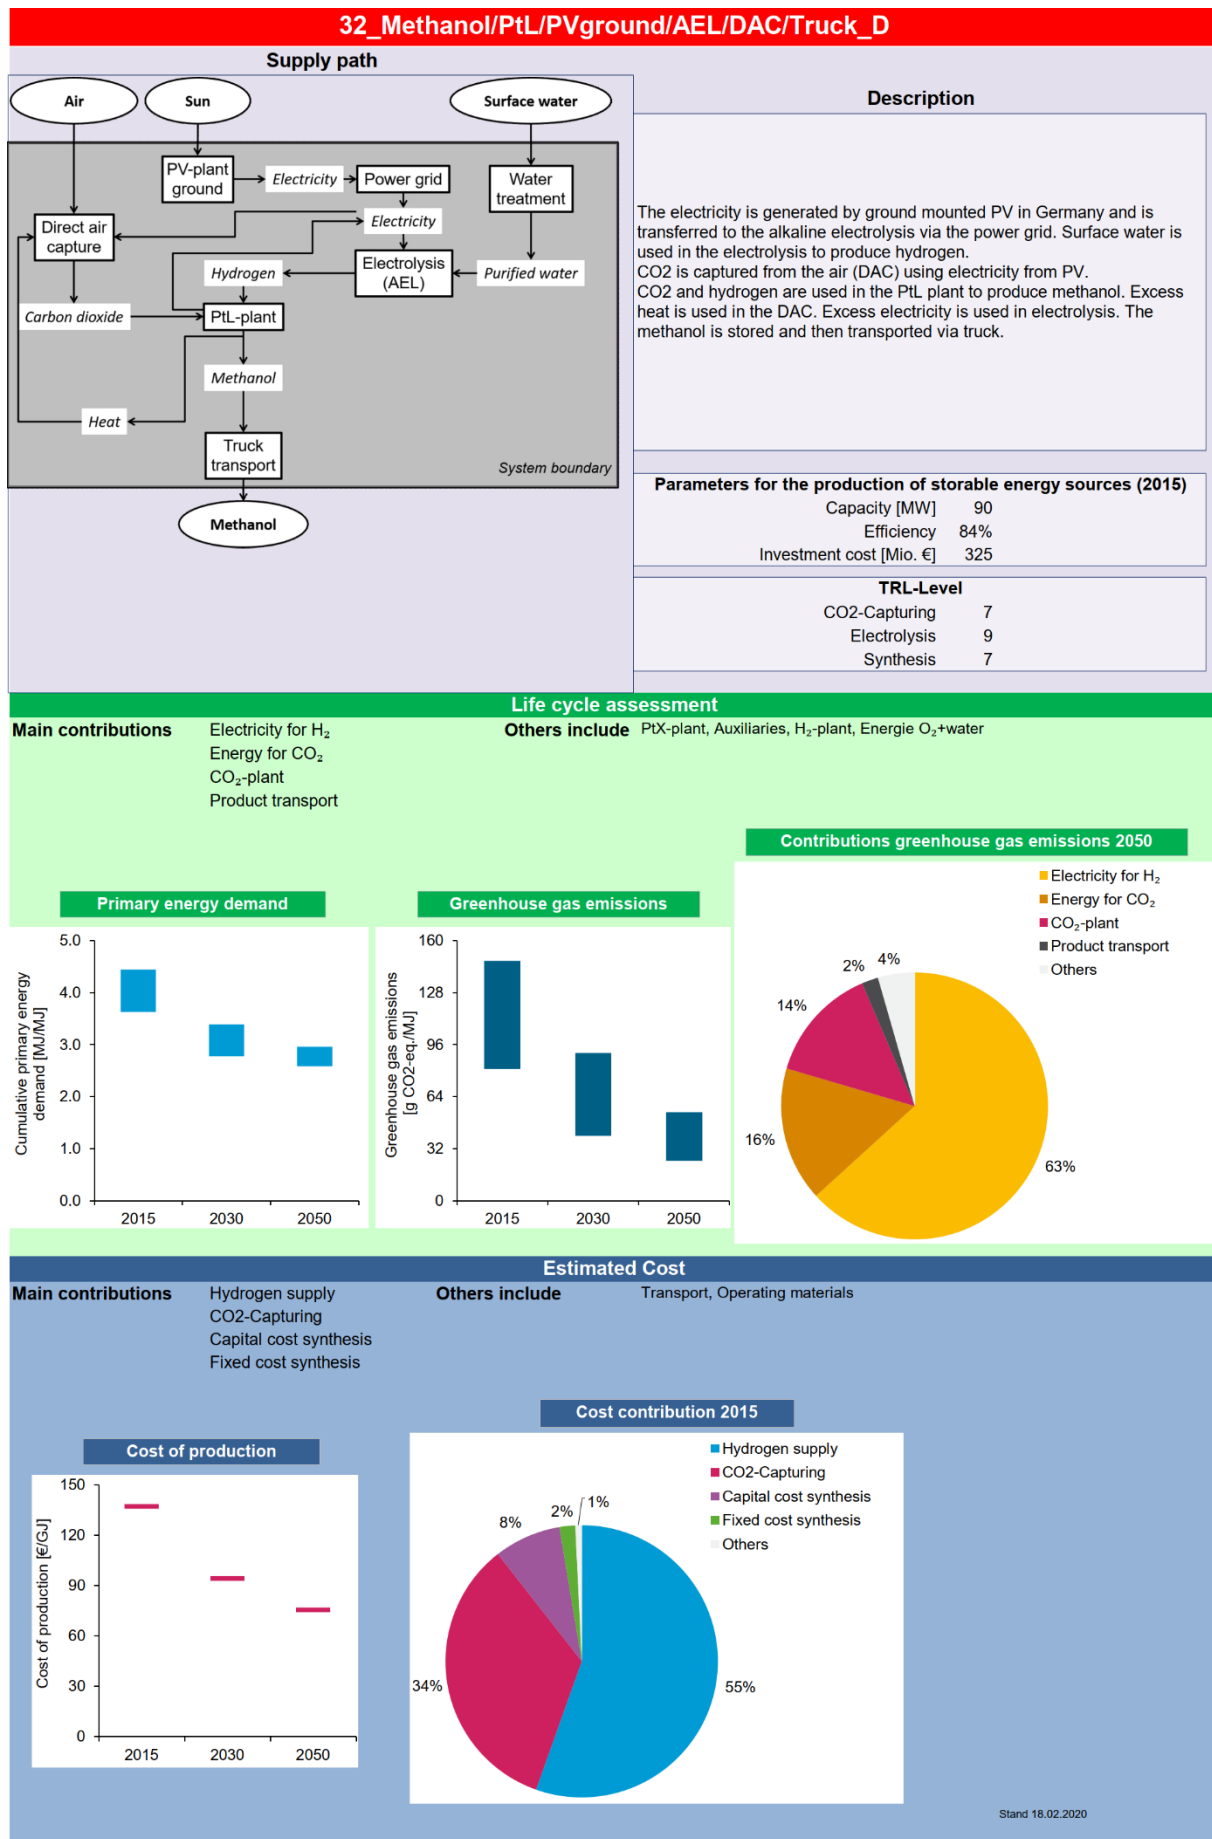 32_Methanol/PtL/PVground/AEL/DAC/Truck_D
Supply path
Air
Sun
Surface water
PV-plant
ground
Electricity
Power grid
Water
treatment
Direct air
capture
Electricity
Hydrogen
Electrolysis
(AEL)
Purified water
Carbon dioxide
PtL-plant
Methanol
Heat
Truck
transport
System boundary
Methanol
Description
The electricity is generated by ground mounted PV in Germany and is
transferred to the alkaline electrolysis via the power grid. Surface water is
used in the electrolysis to produce hydrogen.
CO2 is captured from the air (DAC) using electricity from PV.
CO2 and hydrogen are used in the PtL plant to produce methanol. Excess
heat is used in the DAC. Excess electricity is used in electrolysis. The
methanol is stored and then transported via truck.
Parameters for the production of storable energy sources (2015)
Capacity [MW] 90
Efficiency 84%
Investment cost [Mio. €] 325
TRL-Level
CO2-Capturing 7
Electrolysis 9
Synthesis 7
Life cycle assessment
Main contributions
Electricity for H₂
Energy for CO₂
CO₂-plant
Product transport
Others include PtX-plant, Auxiliaries, H₂-plant, Energie O₂+water
Primary energy demand
Cumulative primary energy
demand [MJ/MJ]
5.0
4.0
3.0
2.0
1.0
0.0
2015 2030 2050
Greenhouse gas emissions
Greenhouse gas emissions
[g CO2-eq./MJ]
160
128
96
64
32
0
2015 2030 2050
Contributions greenhouse gas emissions 2050
Electricity for H₂
Energy for CO₂
CO₂-plant
Product transport
Others
4%
2%
14%
16%
63%
Estimated Cost
Main contributions
Hydrogen supply
CO2-Capturing
Capital cost synthesis
Fixed cost synthesis
Others include Transport, Operating materials
Cost of production
Cost of production [€/GJ]
150
120
90
60
30
0
2015 2030 2050
Cost contribution 2015
Hydrogen supply
CO2-Capturing
Capital cost synthesis
Fixed cost synthesis
Others
1%
2%
8%
34%
55%
Stand 18.02.2020